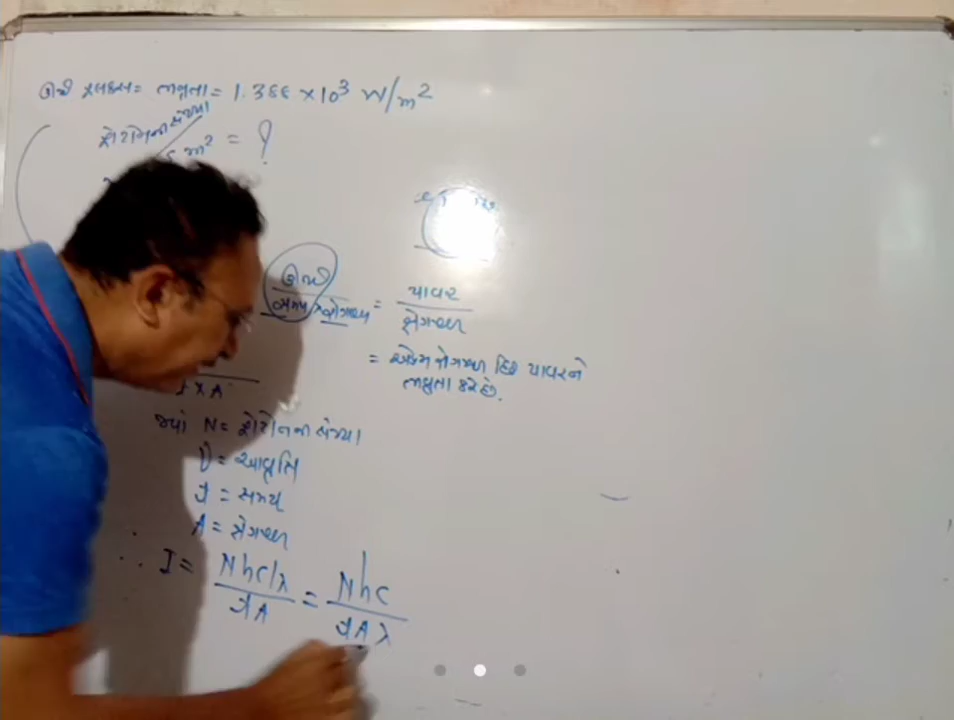 ઊર્જા ફ્લક્સ = તીવ્રતા = 1.388 × 10³ W/m²
ફોટોનની સંખ્યા
m² = ?
ઊર્જા / સમય × ક્ષેત્રફળ = પાવર / ક્ષેત્રફળ
= એકમ ક્ષેત્રફળ દિઠ પાવરને
તીવ્રતા કહે છે.
t × A
જ્યાં N = ફોટોનની સંખ્યા
ν = આવૃત્તિ
t = સમય
A = ક્ષેત્રફળ
∴ I = Nhc/λ / tA = Nhc / tAλ